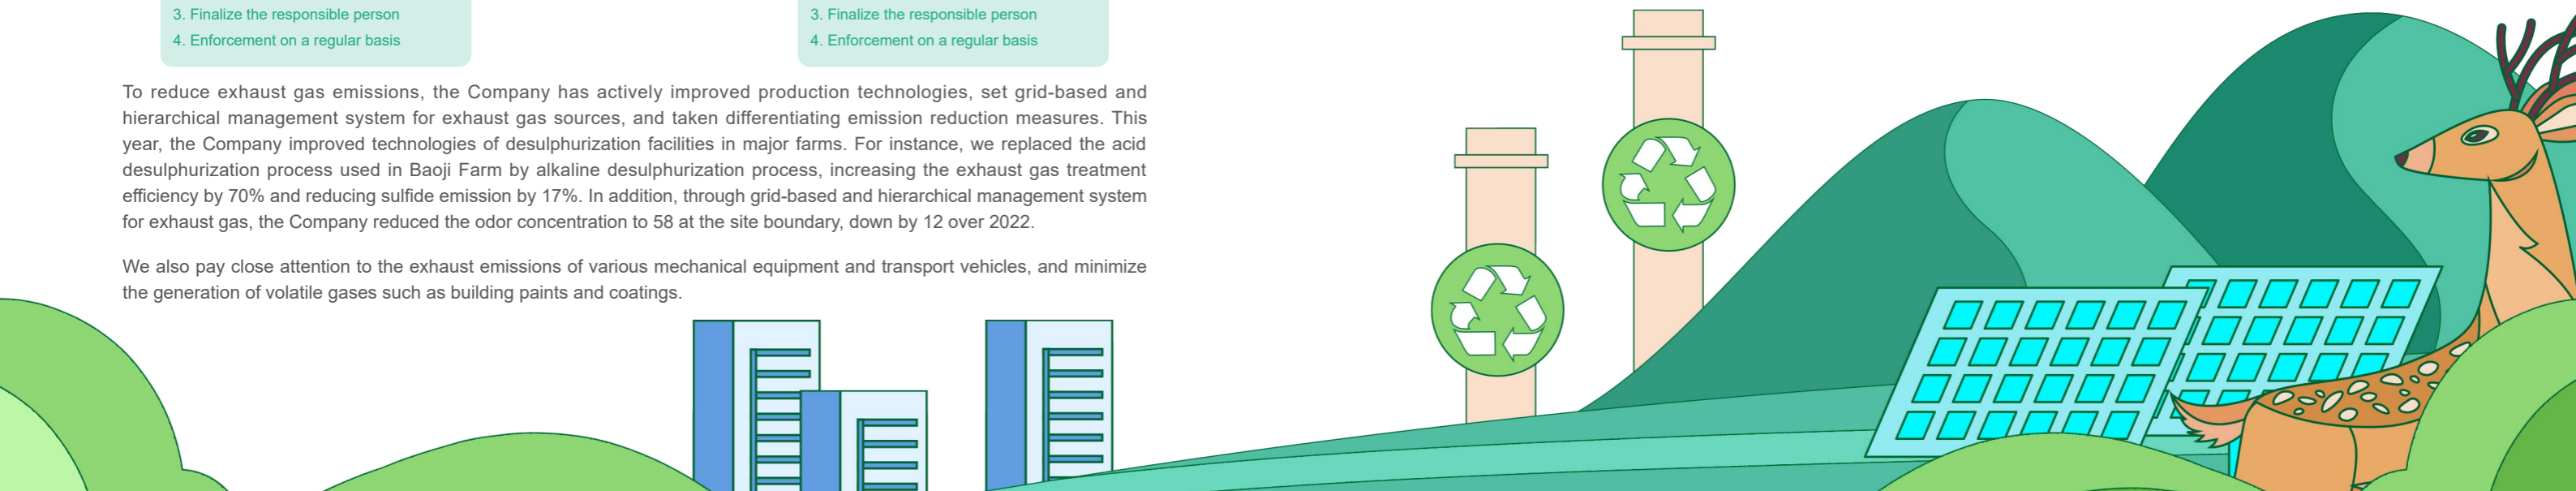 3. Finalize the responsible person
4. Enforcement on a regular basis
3. Finalize the responsible person
4. Enforcement on a regular basis
To reduce exhaust gas emissions, the Company has actively improved production technologies, set grid-based and
hierarchical management system for exhaust gas sources, and taken differentiating emission reduction measures. This
year, the Company improved technologies of desulphurization facilities in major farms. For instance, we replaced the acid
desulphurization process used in Baoji Farm by alkaline desulphurization process, increasing the exhaust gas treatment
efficiency by 70% and reducing sulfide emission by 17%. In addition, through grid-based and hierarchical management system
for exhaust gas, the Company reduced the odor concentration to 58 at the site boundary, down by 12 over 2022.
We also pay close attention to the exhaust emissions of various mechanical equipment and transport vehicles, and minimize
the generation of volatile gases such as building paints and coatings.